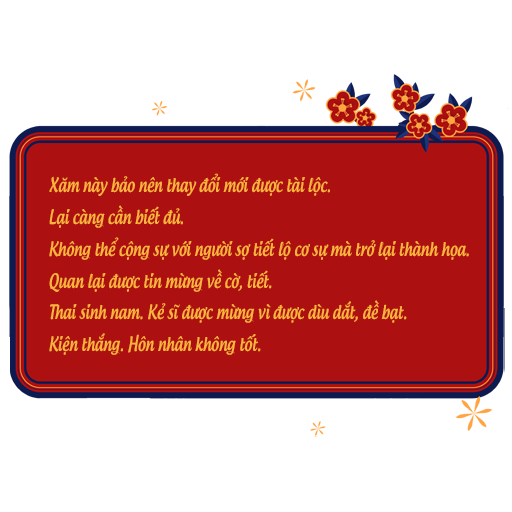 Xăm này bảo nên thay đổi mới được tài lộc.
Lại càng cần biết đủ.
Không thể cộng sự với người sợ tiết lộ cơ sự mà trở lại thành họa.
Quan lại được tin mừng về cờ, tiết.
Thai sinh nam. Kẻ sĩ được mừng vì được dìu dắt, đề bạt.
Kiện thắng. Hôn nhân không tốt.